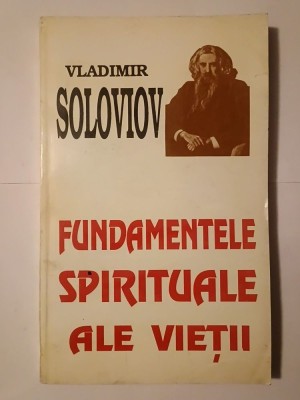 VLADIMIR
SOLOVIOV
FUNDAMENTELE
SPIRITUALE
ALE VIEȚII